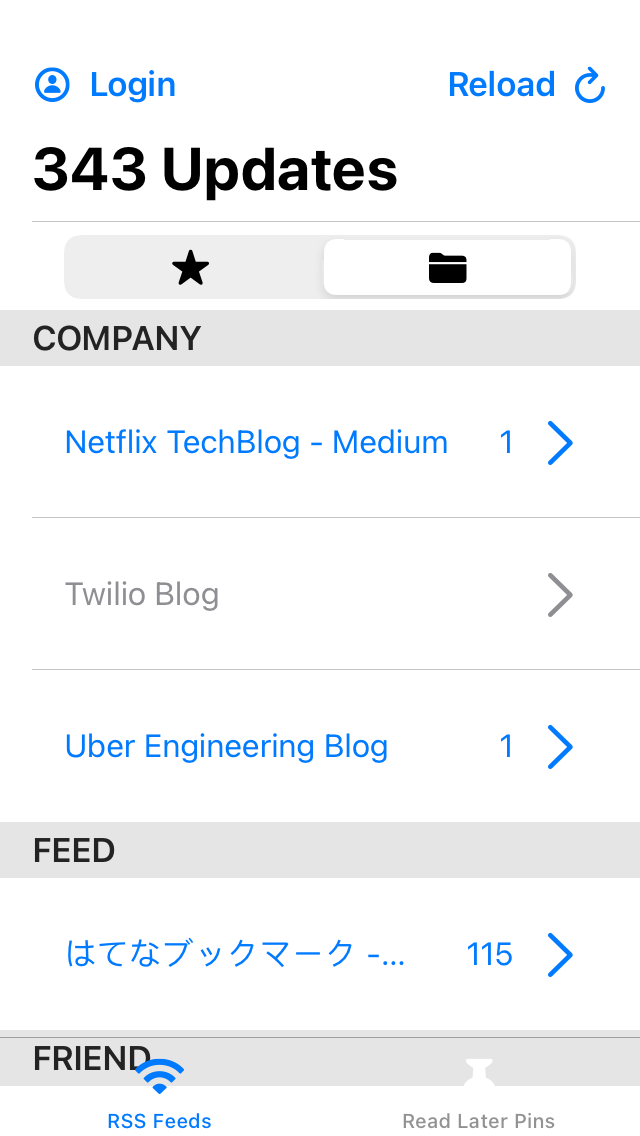 Login
Reload
343 Updates
COMPANY
Netflix TechBlog - Medium 1
Twilio Blog
Uber Engineering Blog 1
FEED
はてなブックマーク -... 115
FRIEND
RSS Feeds
Read Later Pins